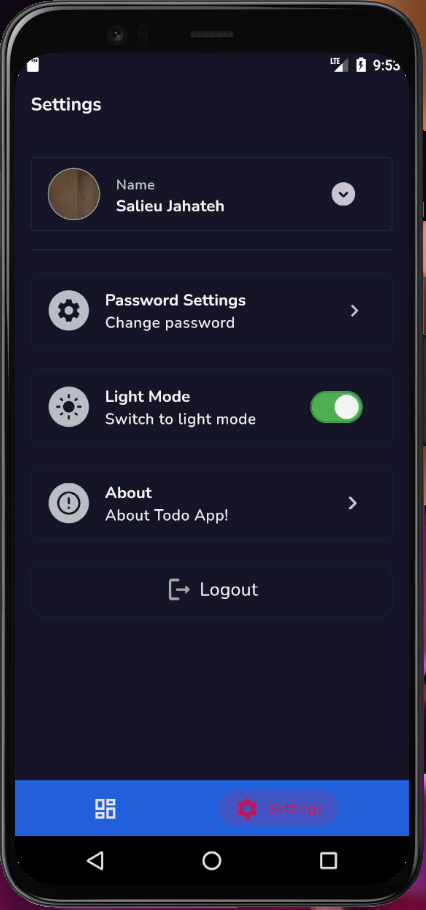 LTE 9:53
Settings
Name
Salieu Jahateh
Password Settings
Change password
Light Mode
Switch to light mode
About
About Todo App!
Logout
Settings